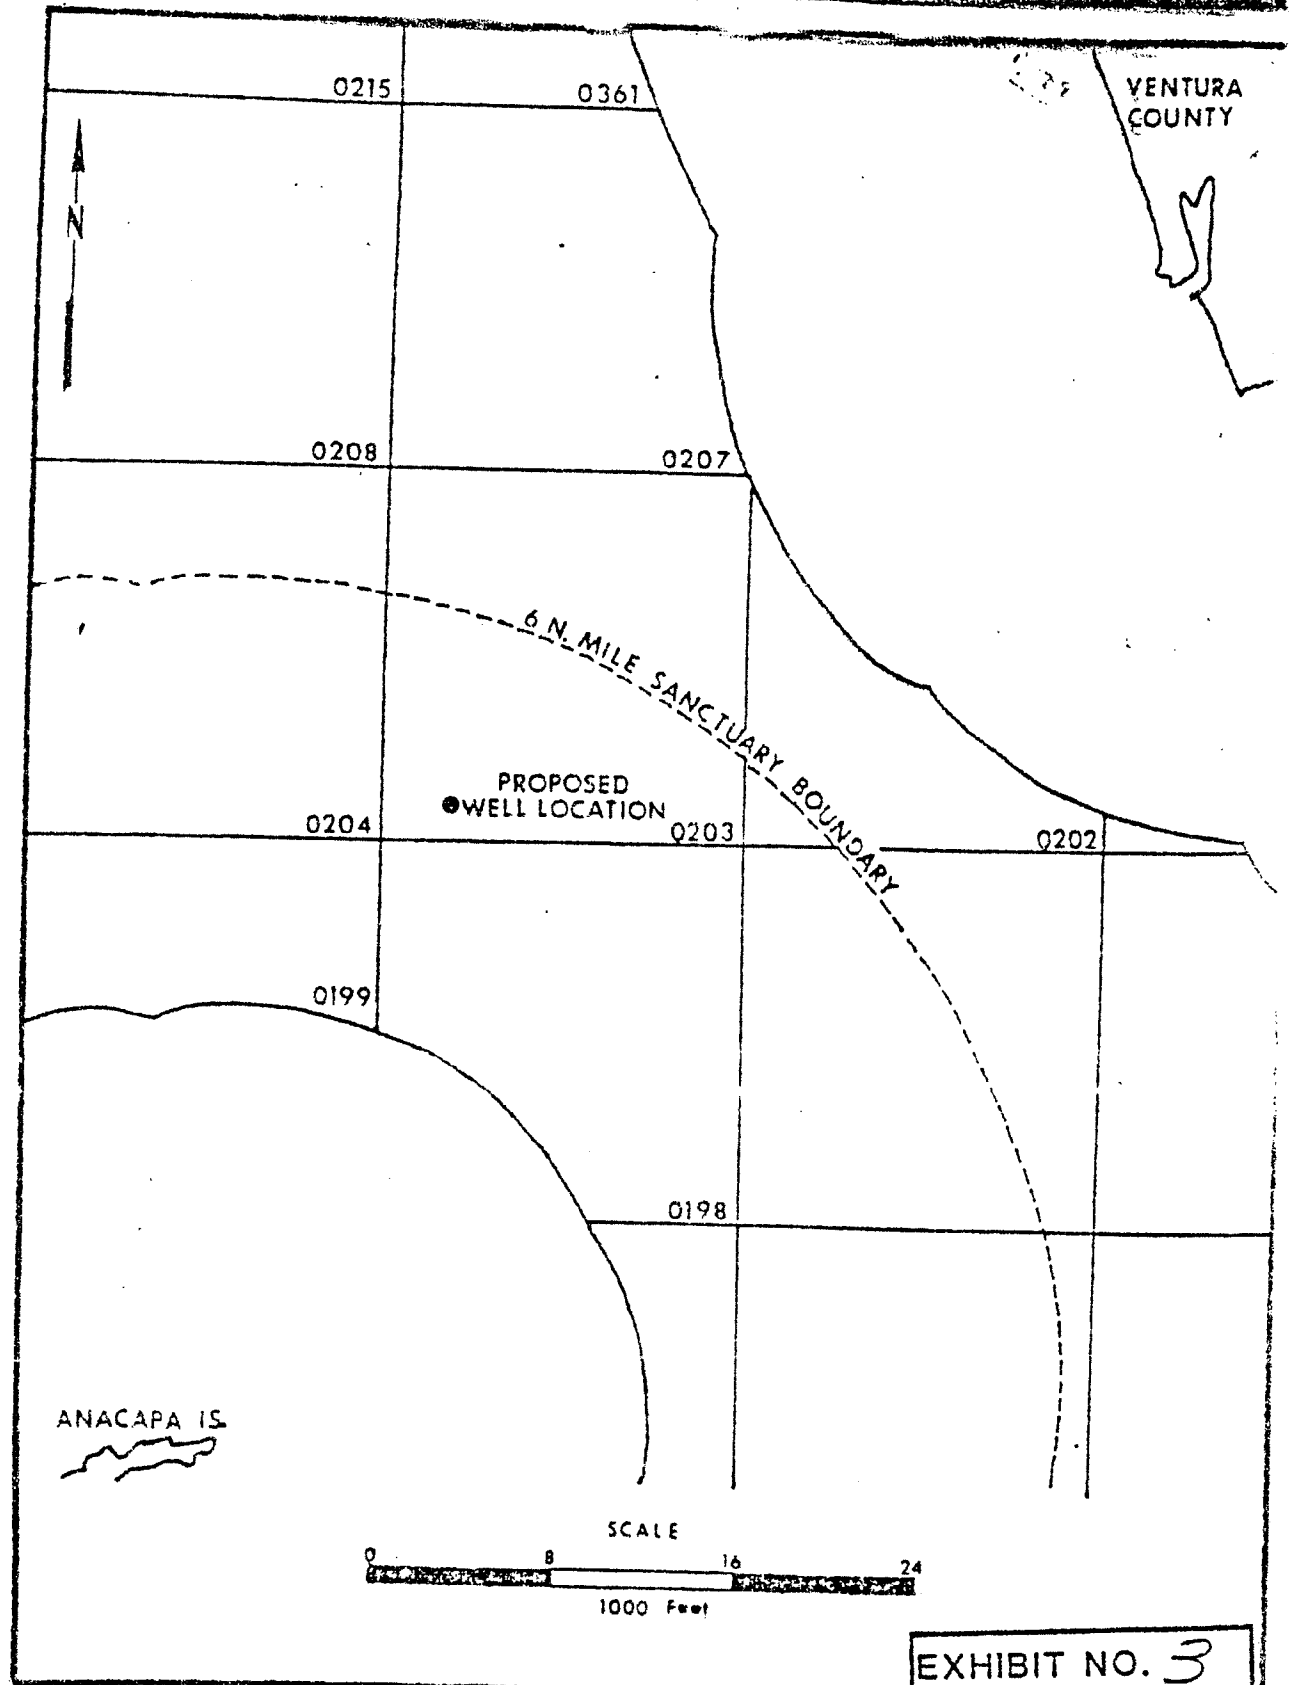 0215
0361
VENTURA
COUNTY
N
0208
0207
6 N. MILE SANCTUARY BOUNDARY
PROPOSED
WELL LOCATION
0204
0203
0202
0199
0198
ANACAPA IS.
SCALE
0 8 16 24
1000 Feet
EXHIBIT NO. 3